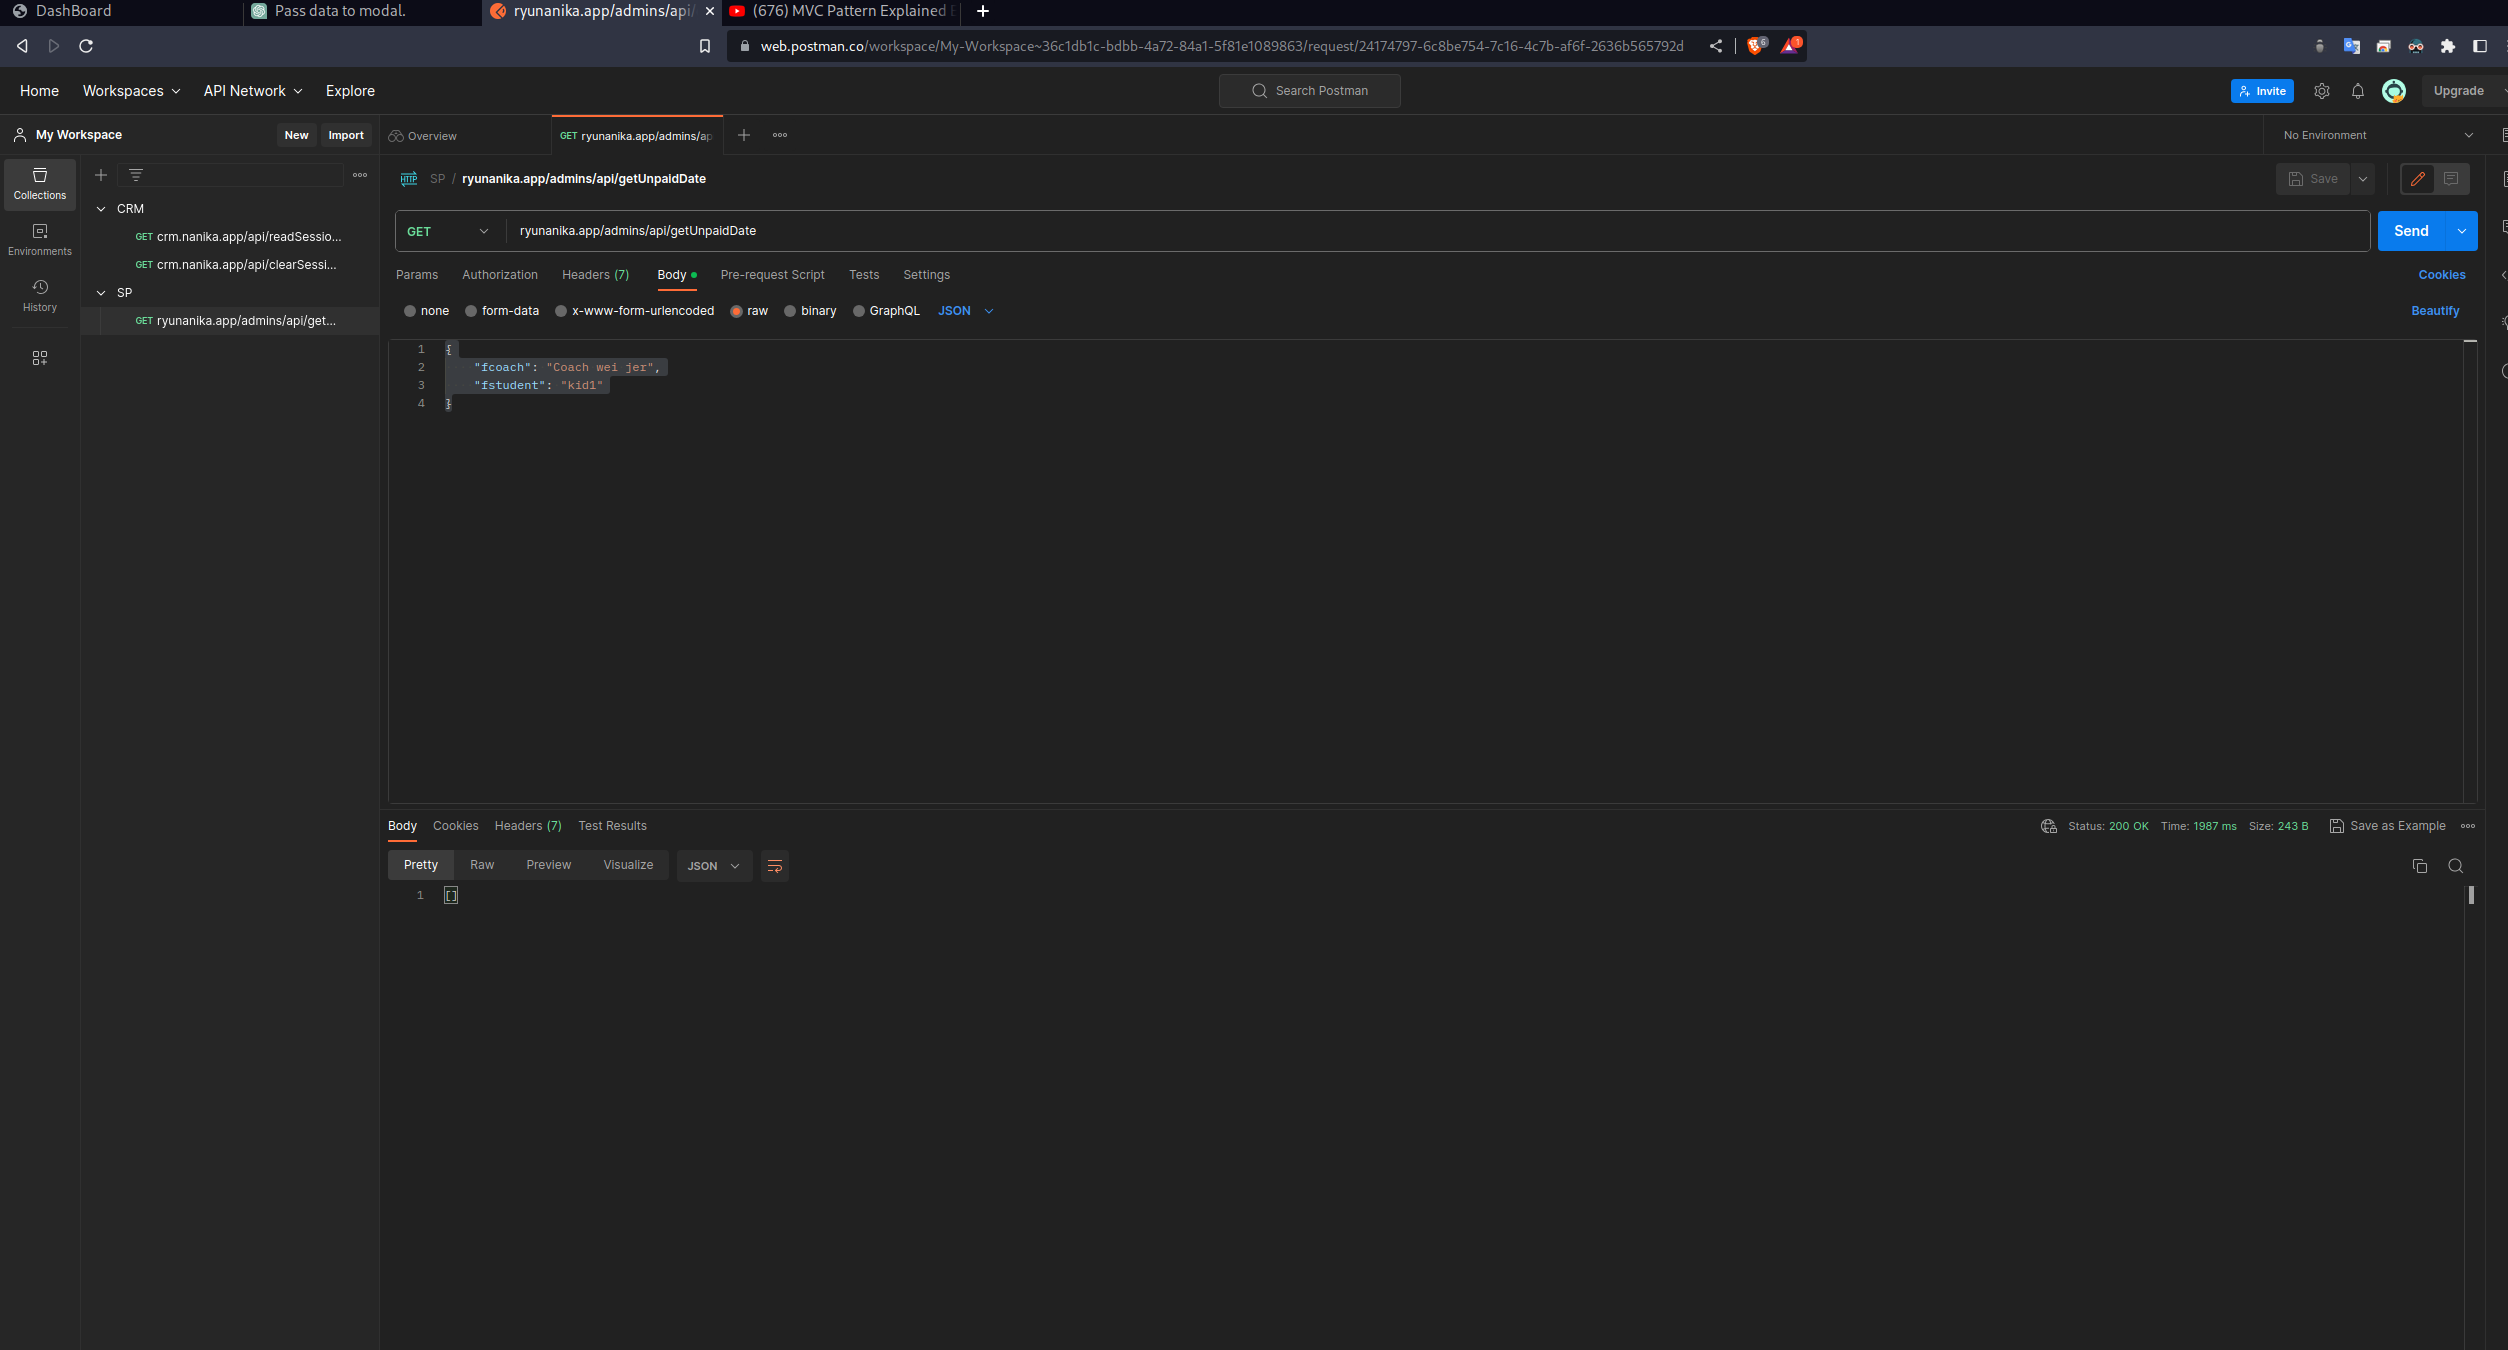 DashBoard
Pass data to modal.
ryunanika.app/admins/api/
(676) MVC Pattern Explained
web.postman.co/workspace/My-Workspace~36c1db1c-bdbb-4a72-84a1-5f81e1089863/request/24174797-6c8be754-7c16-4c7b-af6f-2636b565792d
6
1
Home
Workspaces
API Network
Explore
Search Postman
Invite
Upgrade
My Workspace
New
Import
Overview
GET ryunanika.app/admins/ap
No Environment
Collections
Environments
History
CRM
GET crm.nanika.app/api/readSessio...
GET crm.nanika.app/api/clearSessi...
SP
GET ryunanika.app/admins/api/get...
HTTP SP / ryunanika.app/admins/api/getUnpaidDate
Save
GET ryunanika.app/admins/api/getUnpaidDate
Send
Params Authorization Headers (7) Body Pre-request Script Tests Settings
Cookies
none form-data x-www-form-urlencoded raw binary GraphQL JSON
Beautify
1 {
2 "fcoach": "Coach wei jer",
3 "fstudent": "kid1"
4 }
Body Cookies Headers (7) Test Results
Status: 200 OK Time: 1987 ms Size: 243 B Save as Example
Pretty Raw Preview Visualize JSON
1 []